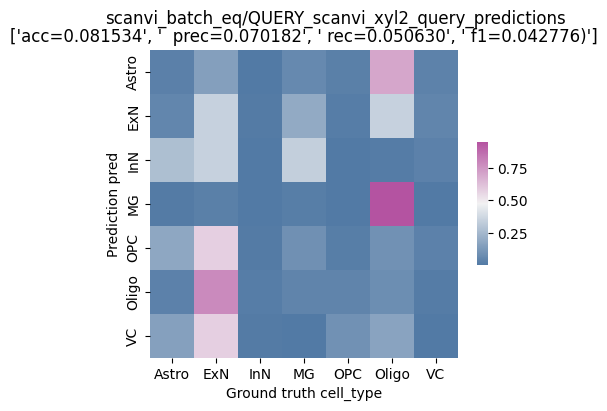 scanvi_batch_eq/QUERY_scanvi_xyl2_query_predictions
['acc=0.081534', '  prec=0.070182', ' rec=0.050630', ' f1=0.042776)']
Astro
ExN
InN
MG
OPC
Oligo
VC
Prediction pred
0.75
0.50
0.25
Astro ExN InN MG OPC Oligo VC
Ground truth cell_type